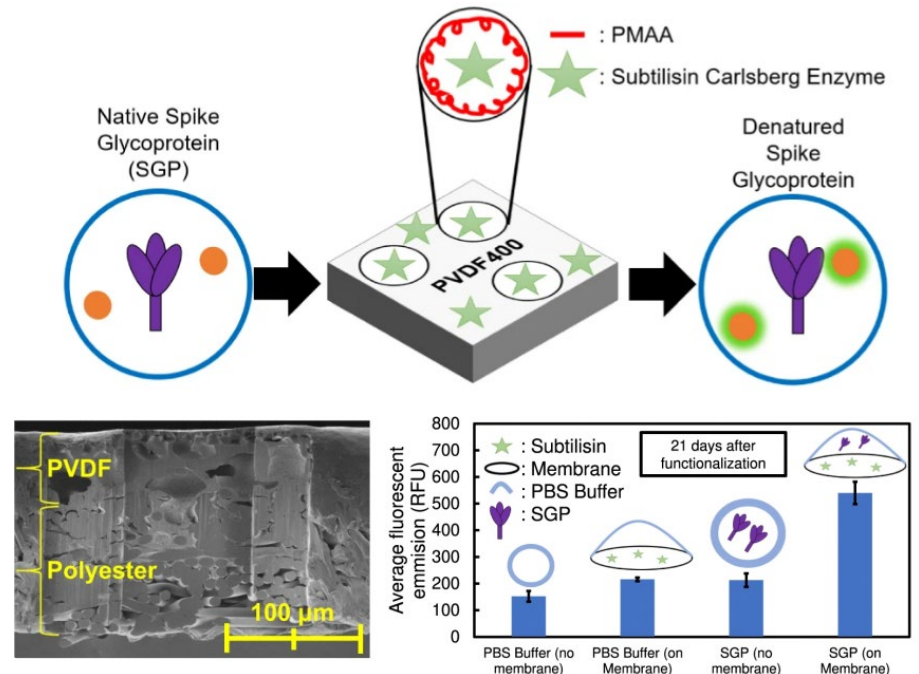 : PMAA
: Subtilisin Carlsberg Enzyme
Native Spike
Glycoprotein
(SGP)
Denatured
Spike
Glycoprotein
PVDF400
PVDF
Polyester
100 µm
Average fluorescent
emmision (RFU)
800
700
600
500
400
300
200
100
0
: Subtilisin
: Membrane
: PBS Buffer
: SGP
21 days after
functionalization
PBS Buffer (no
membrane)
PBS Buffer (on
Membrane)
SGP (no
membrane)
SGP (on
Membrane)